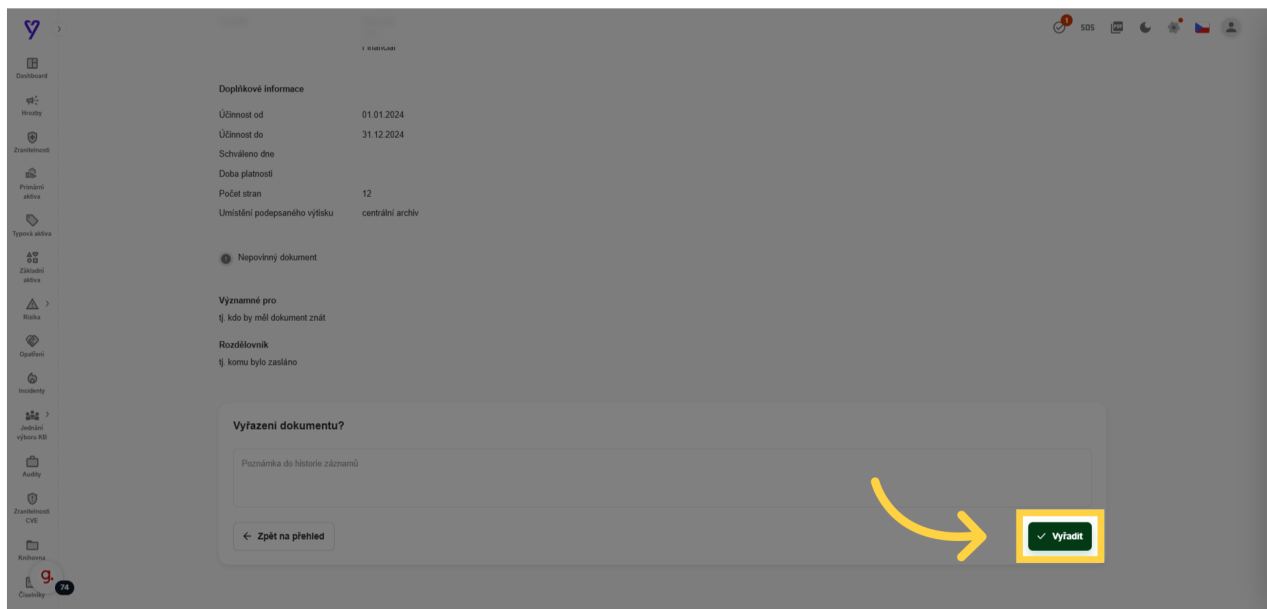 1
SOS
Dashboard
Hrozby
Zranitelnosti
Primární
aktiva
Typová aktiva
Základní
aktiva
Rizika
Opatření
Incidenty
Jednání
výboru KB
Audity
Zranitelnosti
CVE
Knihovna
g.
74
Číselníky
Financial
Doplňkové informace
Účinnost od 01.01.2024
Účinnost do 31.12.2024
Schváleno dne
Doba platnosti
Počet stran 12
Umístění podepsaného výtisku centrální archiv
Nepovinný dokument
Významné pro
tj. kdo by měl dokument znát
Rozdělovník
tj. komu bylo zasláno
Vyřazení dokumentu?
Poznámka do historie záznamů
Zpět na přehled
Vyřadit